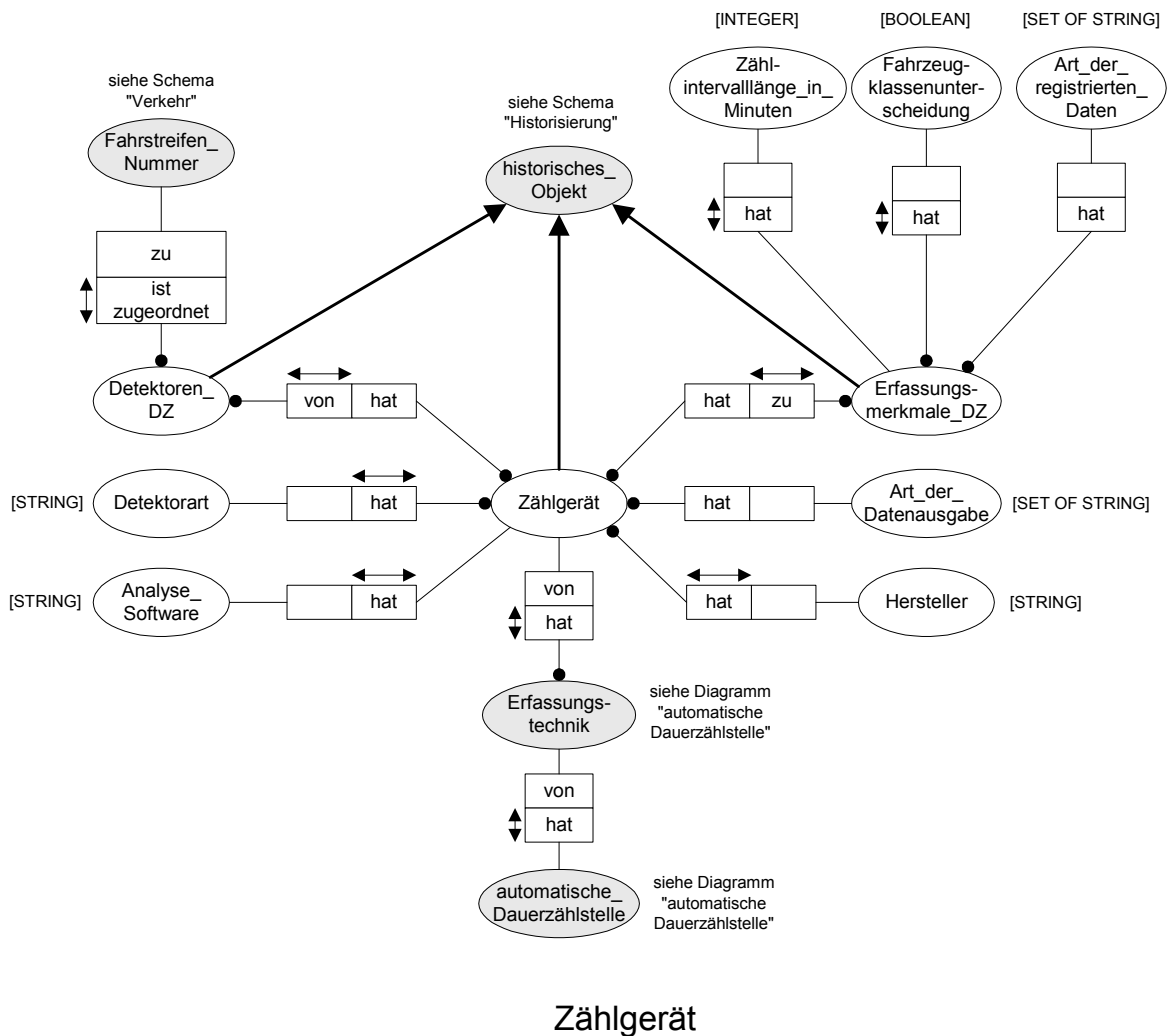 [INTEGER]
[BOOLEAN]
[SET OF STRING]
siehe Schema
"Verkehr"
Fahrstreifen_
Nummer
siehe Schema
"Historisierung"
historisches_
Objekt
Zähl-
intervalllänge_in_
Minuten
Fahrzeug-
klassenunter-
scheidung
Art_der_
registrierten_
Daten
hat
hat
hat
zu
ist
zugeordnet
Detektoren_
DZ
von
hat
hat
zu
Erfassungs-
merkmale_DZ
[STRING]
Detektorart
hat
Zählgerät
hat
Art_der_
Datenausgabe
[SET OF STRING]
[STRING]
Analyse_
Software
hat
von
hat
hat
Hersteller
[STRING]
Erfassungs-
technik
siehe Diagramm
"automatische
Dauerzählstelle"
von
hat
automatische_
Dauerzählstelle
siehe Diagramm
"automatische
Dauerzählstelle"
Zählgerät